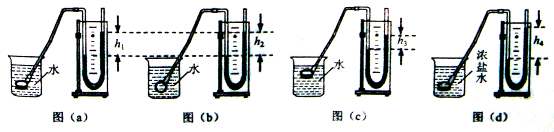 h₁
水
图（a）
h₂
水
图（b）
h₃
水
图（c）
h₄
浓
盐
水
图（d）